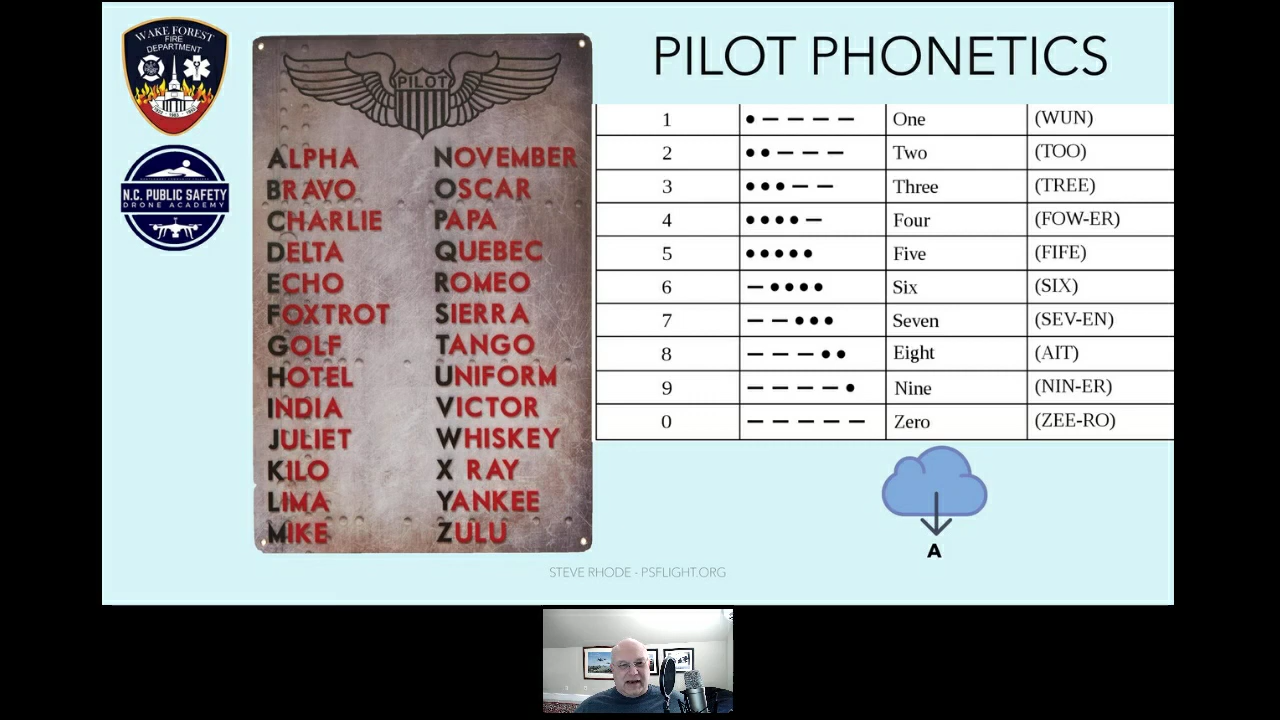 WAKE FOREST
FIRE
DEPARTMENT
N.C. PUBLIC SAFETY
DRONE ACADEMY
PILOT
ALPHA
BRAVO
CHARLIE
DELTA
ECHO
FOXTROT
GOLF
HOTEL
INDIA
JULIET
KILO
LIMA
MIKE
NOVEMBER
OSCAR
PAPA
QUEBEC
ROMEO
SIERRA
TANGO
UNIFORM
VICTOR
WHISKEY
X RAY
YANKEE
ZULU
PILOT PHONETICS
1 ●———— One (WUN)
2 ●●——— Two (TOO)
3 ●●●—— Three (TREE)
4 ●●●●— Four (FOW-ER)
5 ●●●●● Five (FIFE)
6 —●●●● Six (SIX)
7 ——●●● Seven (SEV-EN)
8 ———●● Eight (AIT)
9 ————● Nine (NIN-ER)
0 ————— Zero (ZEE-RO)
A
STEVE RHODE - PSFLIGHT.ORG